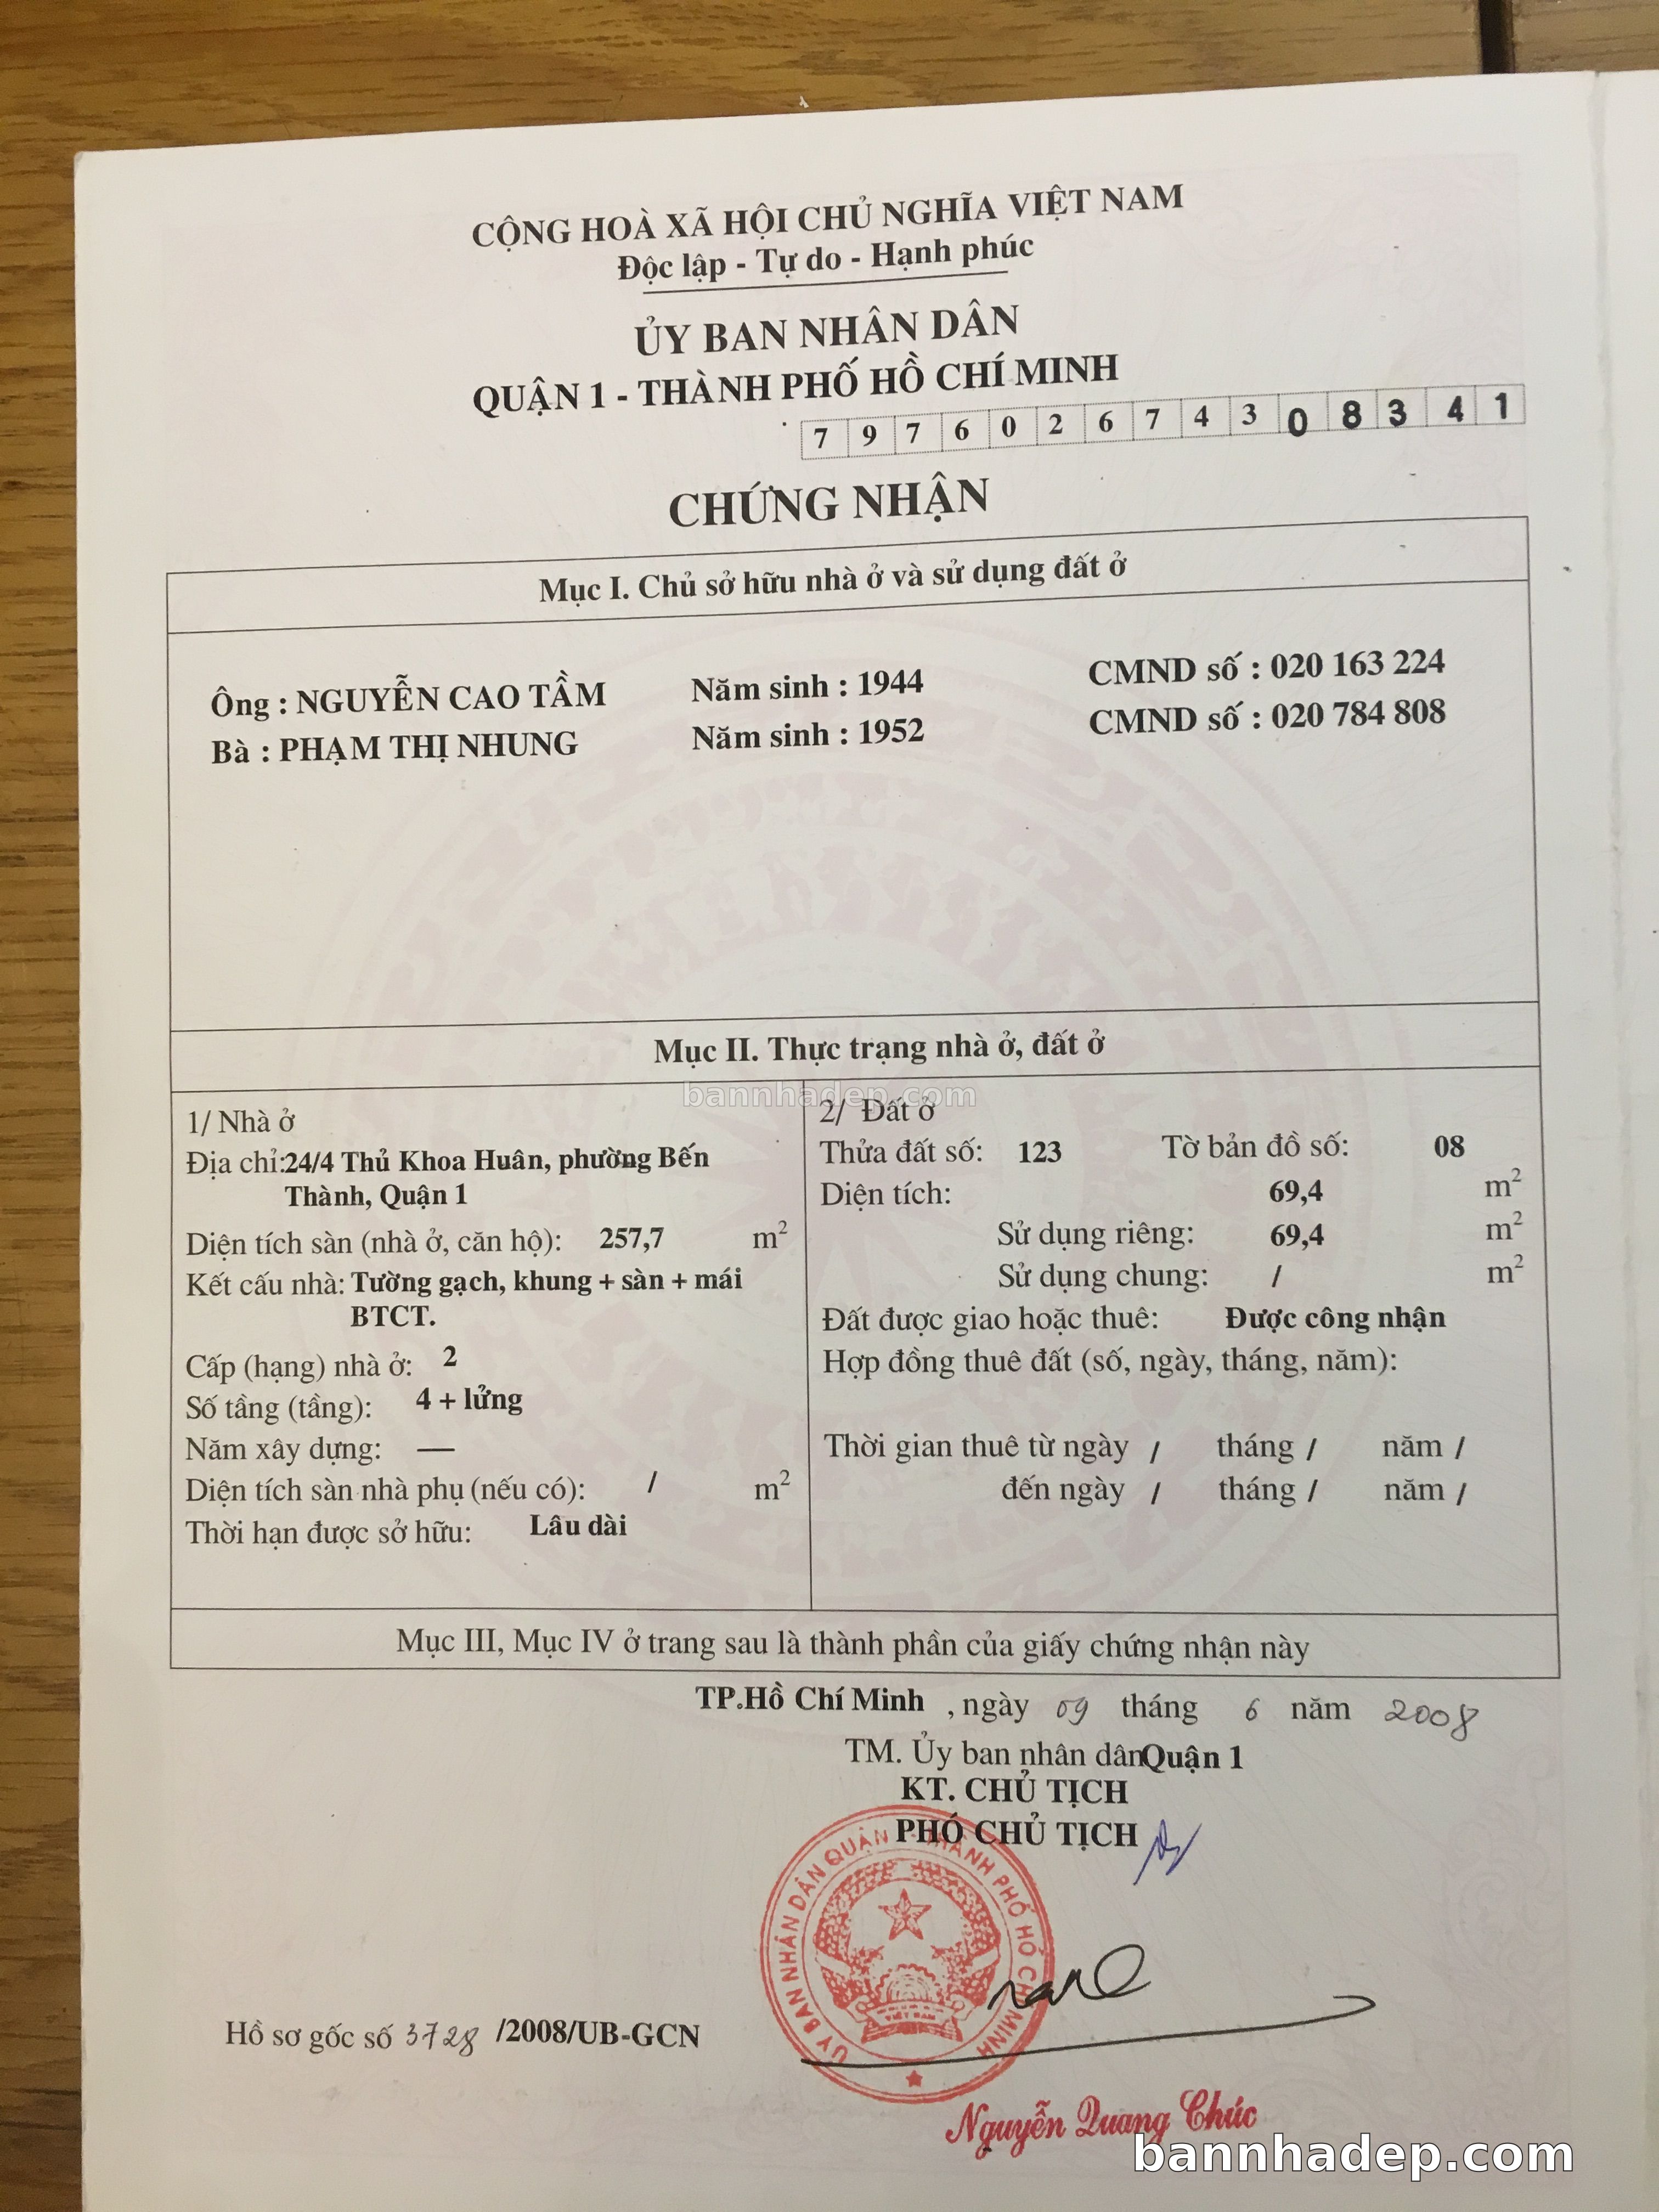 CỘNG HOÀ XÃ HỘI CHỦ NGHĨA VIỆT NAM
Độc lập - Tự do - Hạnh phúc
ỦY BAN NHÂN DÂN
QUẬN 1 - THÀNH PHỐ HỒ CHÍ MINH
7 9 7 6 0 2 6 7 4 3 0 8 3 4 1
CHỨNG NHẬN
Mục I. Chủ sở hữu nhà ở và sử dụng đất ở
Ông : NGUYỄN CAO TẦM Năm sinh : 1944 CMND số : 020 163 224
Bà : PHẠM THỊ NHUNG Năm sinh : 1952 CMND số : 020 784 808
Mục II. Thực trạng nhà ở, đất ở
bannhadep.com
1/ Nhà ở
Địa chỉ:24/4 Thủ Khoa Huân, phường Bến
Thành, Quận 1
Diện tích sàn (nhà ở, căn hộ): 257,7 m²
Kết cấu nhà: Tường gạch, khung + sàn + mái
BTCT.
Cấp (hạng) nhà ở: 2
Số tầng (tầng): 4 + lửng
Năm xây dựng: —
Diện tích sàn nhà phụ (nếu có): / m²
Thời hạn được sở hữu: Lâu dài
2/ Đất ở
Thửa đất số: 123 Tờ bản đồ số: 08
Diện tích: 69,4 m²
Sử dụng riêng: 69,4 m²
Sử dụng chung: / m²
Đất được giao hoặc thuê: Được công nhận
Hợp đồng thuê đất (số, ngày, tháng, năm):
Thời gian thuê từ ngày / tháng / năm /
đến ngày / tháng / năm /
Mục III, Mục IV ở trang sau là thành phần của giấy chứng nhận này
TP.Hồ Chí Minh , ngày 09 tháng 6 năm 2008
TM. Ủy ban nhân dân Quận 1
KT. CHỦ TỊCH
PHÓ CHỦ TỊCH
ỦY BAN NHÂN DÂN QUẬN 1 - THÀNH PHỐ HỒ CHÍ MINH
VIỆT NAM
Hồ sơ gốc số 3728 /2008/UB-GCN
Nguyễn Quang Chúc
bannhadep.com